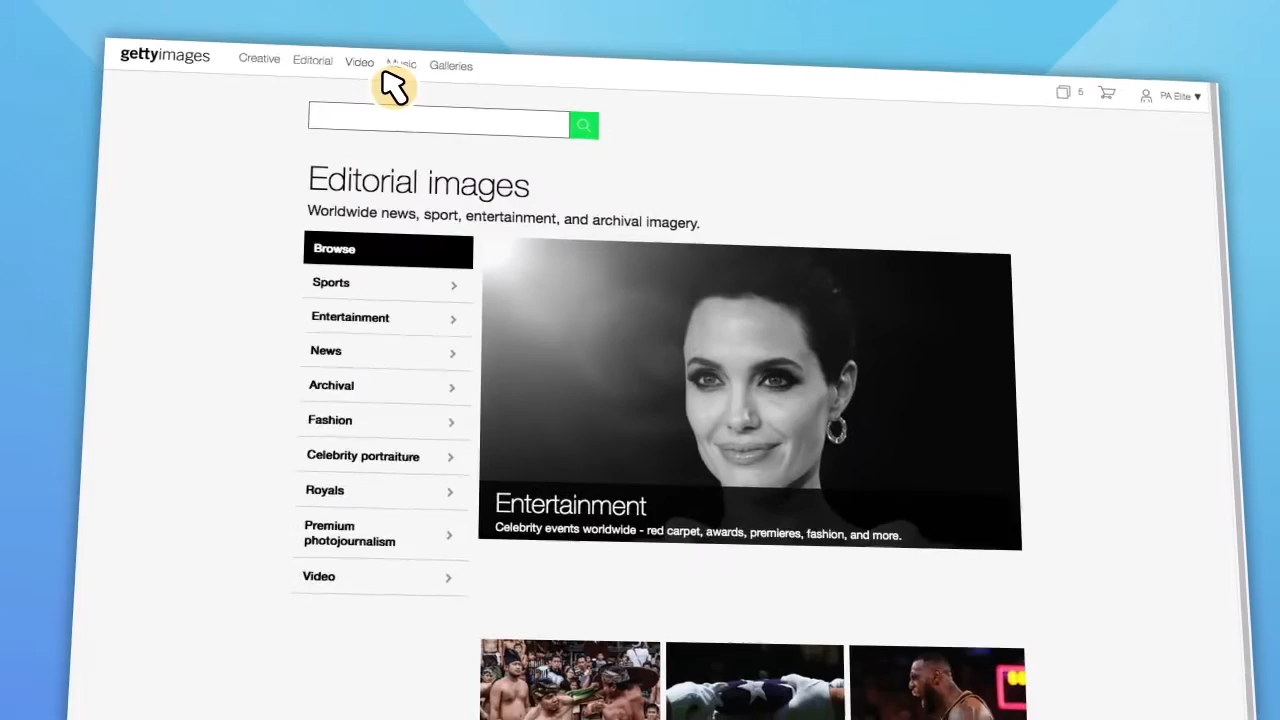 gettyimages Creative Editorial Video Music Galleries
5 PA Elite ▼
Editorial images
Worldwide news, sport, entertainment, and archival imagery.
Browse
Sports
Entertainment
News
Archival
Fashion
Celebrity portraiture
Royals
Premium
photojournalism
Video
Entertainment
Celebrity events worldwide - red carpet, awards, premieres, fashion, and more.